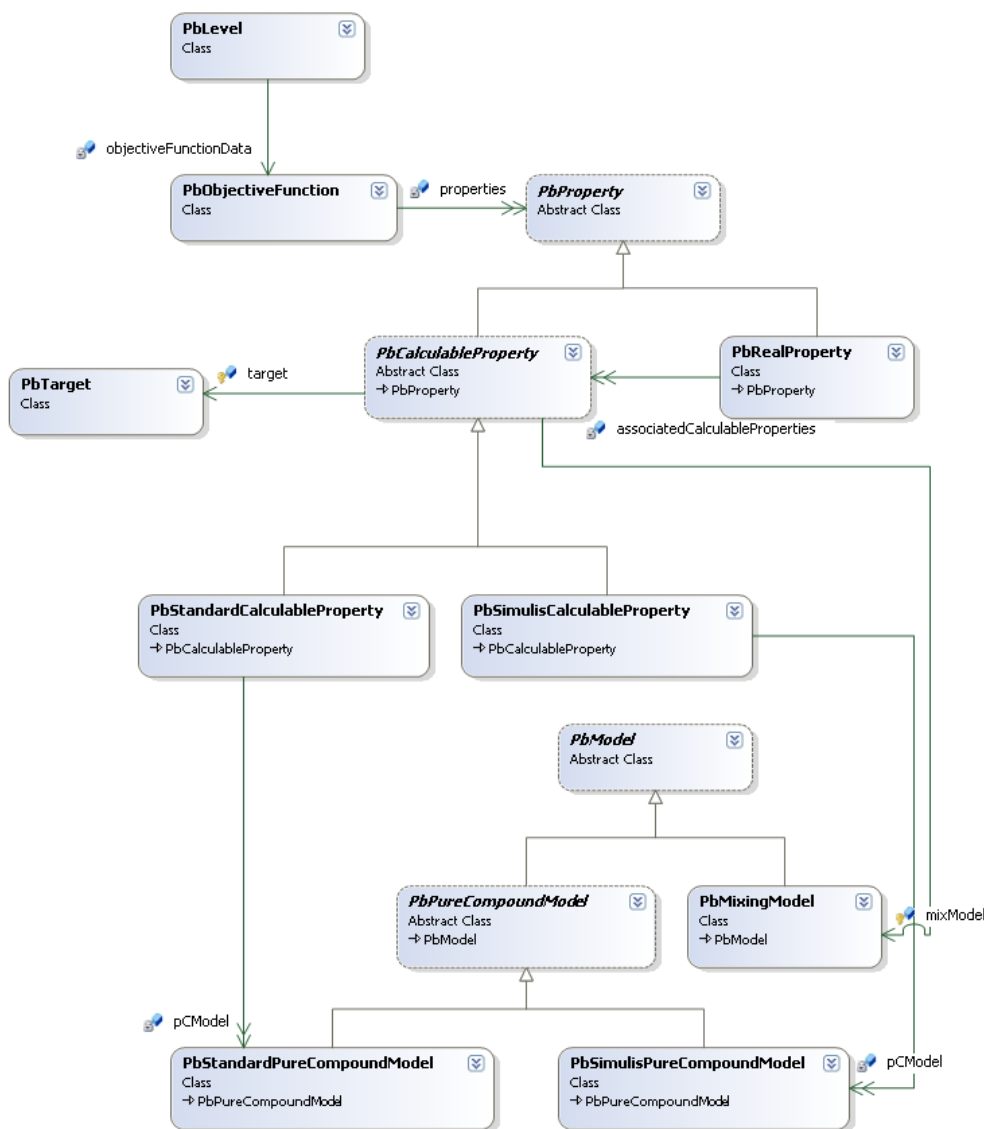 PbLevel
Class
objectiveFunctionData
PbObjectiveFunction
Class
properties
PbProperty
Abstract Class
PbCalculableProperty
Abstract Class
PbProperty
PbRealProperty
Class
PbProperty
target
PbTarget
Class
associatedCalculableProperties
PbStandardCalculableProperty
Class
PbCalculableProperty
PbSimulisCalculableProperty
Class
PbCalculableProperty
PbModel
Abstract Class
PbPureCompoundModel
Abstract Class
PbModel
PbMixingModel
Class
PbModel
mixModel
pCModel
PbStandardPureCompoundModel
Class
PbPureCompoundModel
PbSimulisPureCompoundModel
Class
PbPureCompoundModel
pCModel